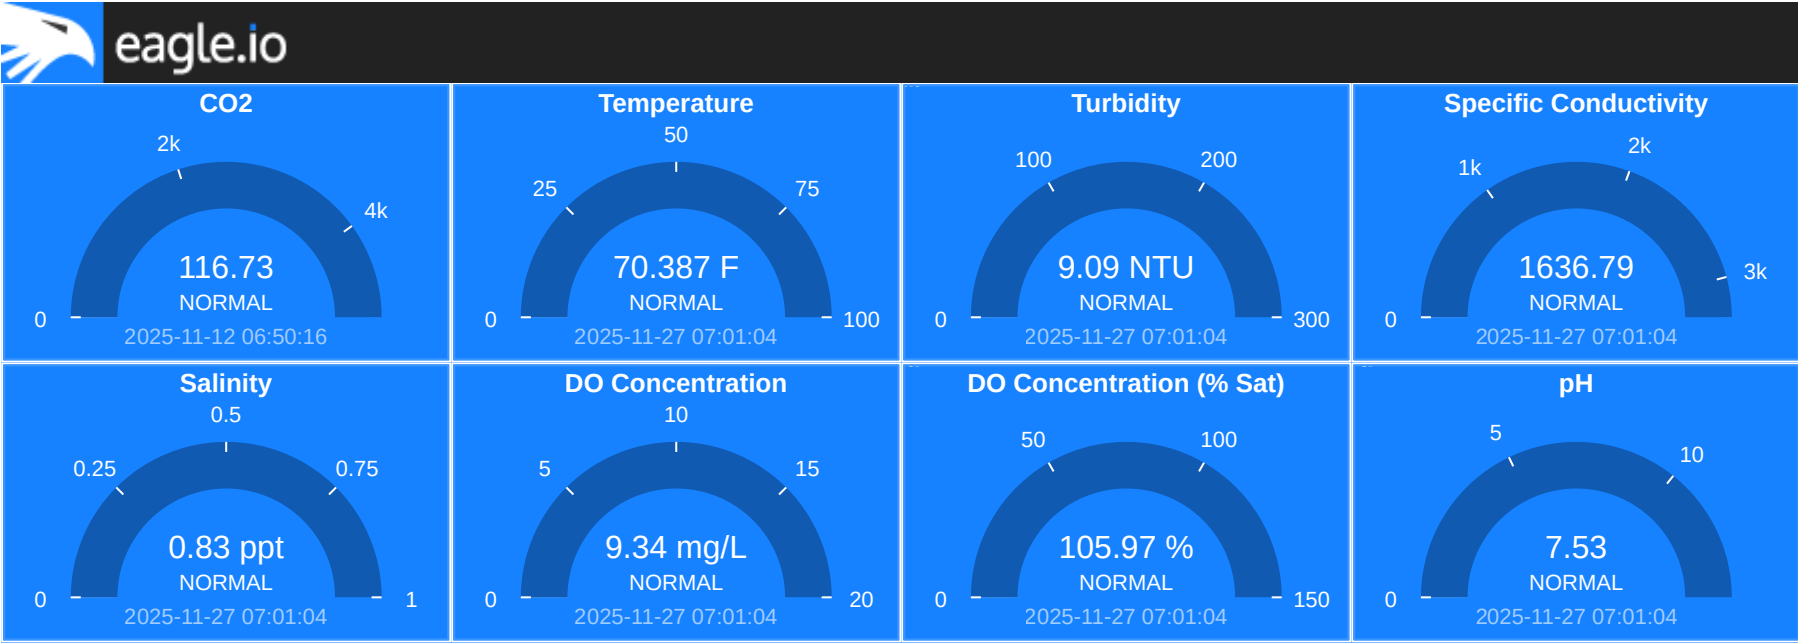 eagle.io
CO2
0
2k
4k
116.73
NORMAL
2025-11-12 06:50:16
Temperature
0
25
50
75
100
70.387 F
NORMAL
2025-11-27 07:01:04
Turbidity
0
100
200
300
9.09 NTU
NORMAL
2025-11-27 07:01:04
Specific Conductivity
0
1k
2k
3k
1636.79
NORMAL
2025-11-27 07:01:04
Salinity
0
0.25
0.5
0.75
1
0.83 ppt
NORMAL
2025-11-27 07:01:04
DO Concentration
0
5
10
15
20
9.34 mg/L
NORMAL
2025-11-27 07:01:04
DO Concentration (% Sat)
0
50
100
150
105.97 %
NORMAL
2025-11-27 07:01:04
pH
0
5
10
7.53
NORMAL
2025-11-27 07:01:04